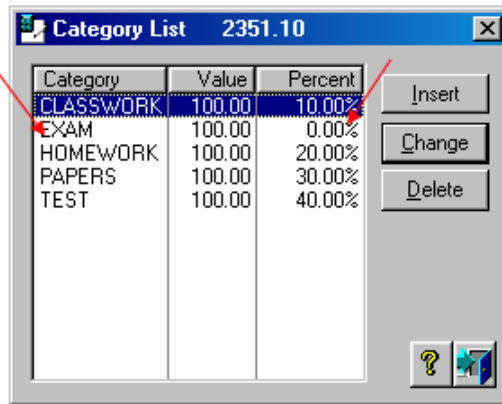 Category List 2351.10
Category Value Percent
CLASSWORK 100.00 10.00%
EXAM 100.00 0.00%
HOMEWORK 100.00 20.00%
PAPERS 100.00 30.00%
TEST 100.00 40.00%
Insert
Change
Delete
?